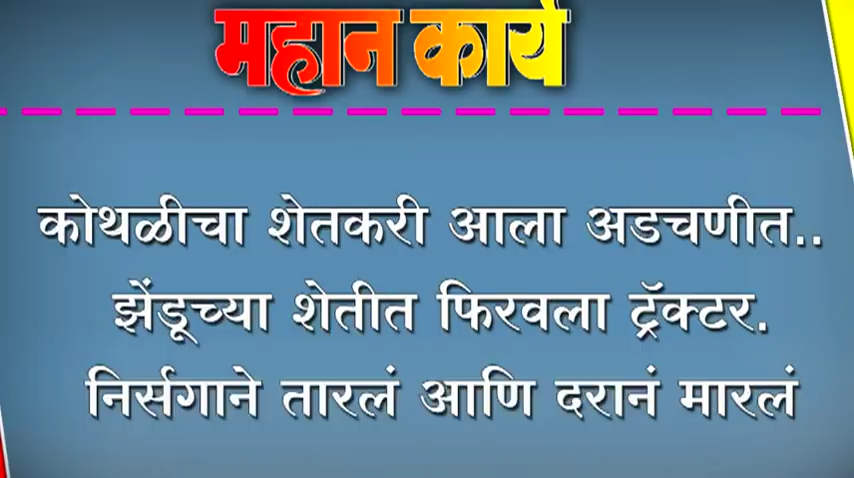 महान कार्य
कोथळीचा शेतकरी आला अडचणीत..
झेंडूच्या शेतीत फिरवला ट्रॅक्टर.
निर्सगाने तारलं आणि दरानं मारलं